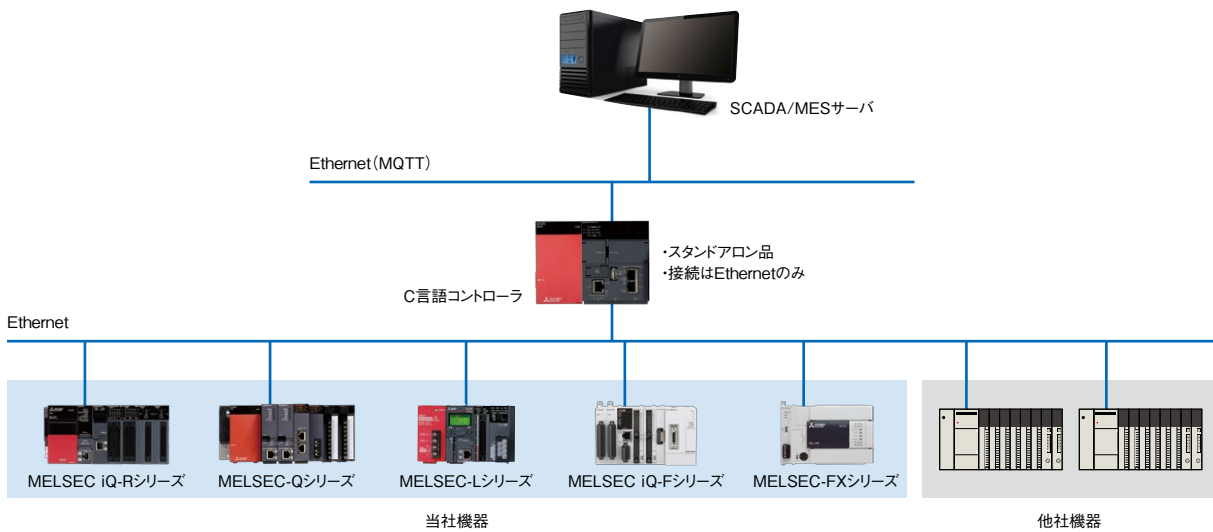 SCADA/MESサーバ
Ethernet(MQTT)
・スタンドアロン品
・接続はEthernetのみ
C言語コントローラ
Ethernet
MELSEC iQ-Rシリーズ
MELSEC-Qシリーズ
MELSEC-Lシリーズ
MELSEC iQ-Fシリーズ
MELSEC-FXシリーズ
当社機器
他社機器